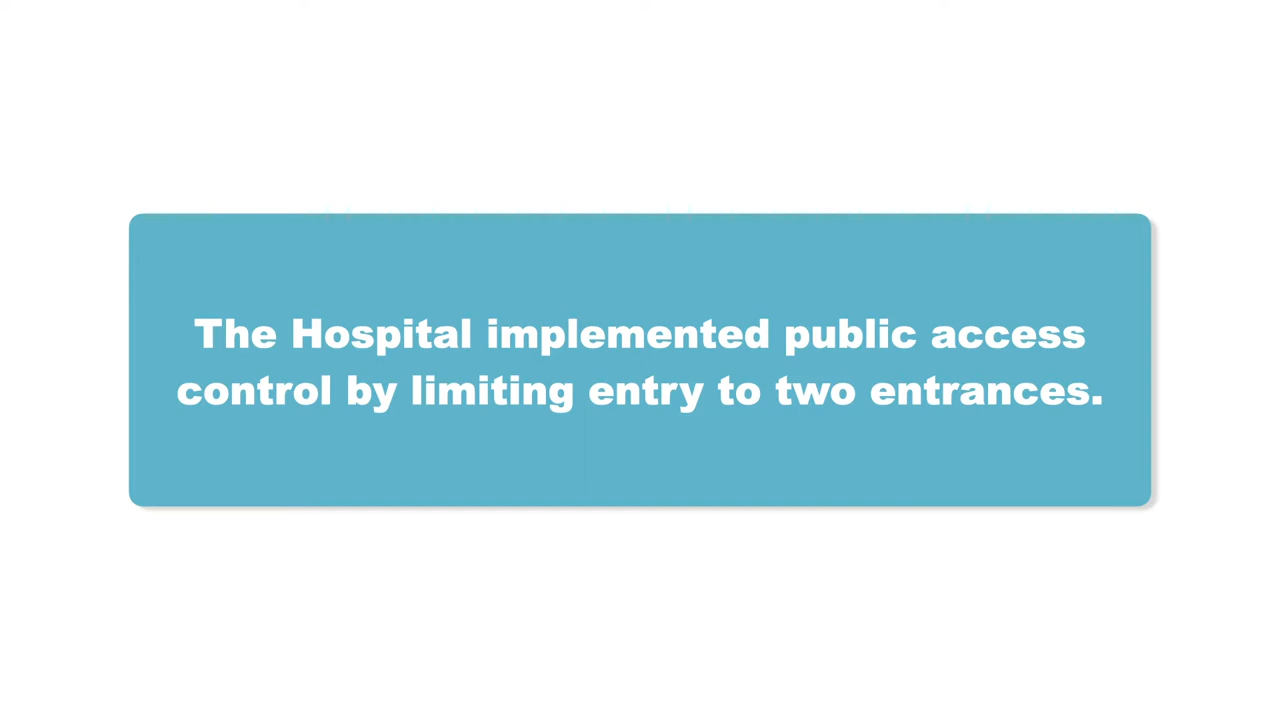 The Hospital implemented public access
control by limiting entry to two entrances.